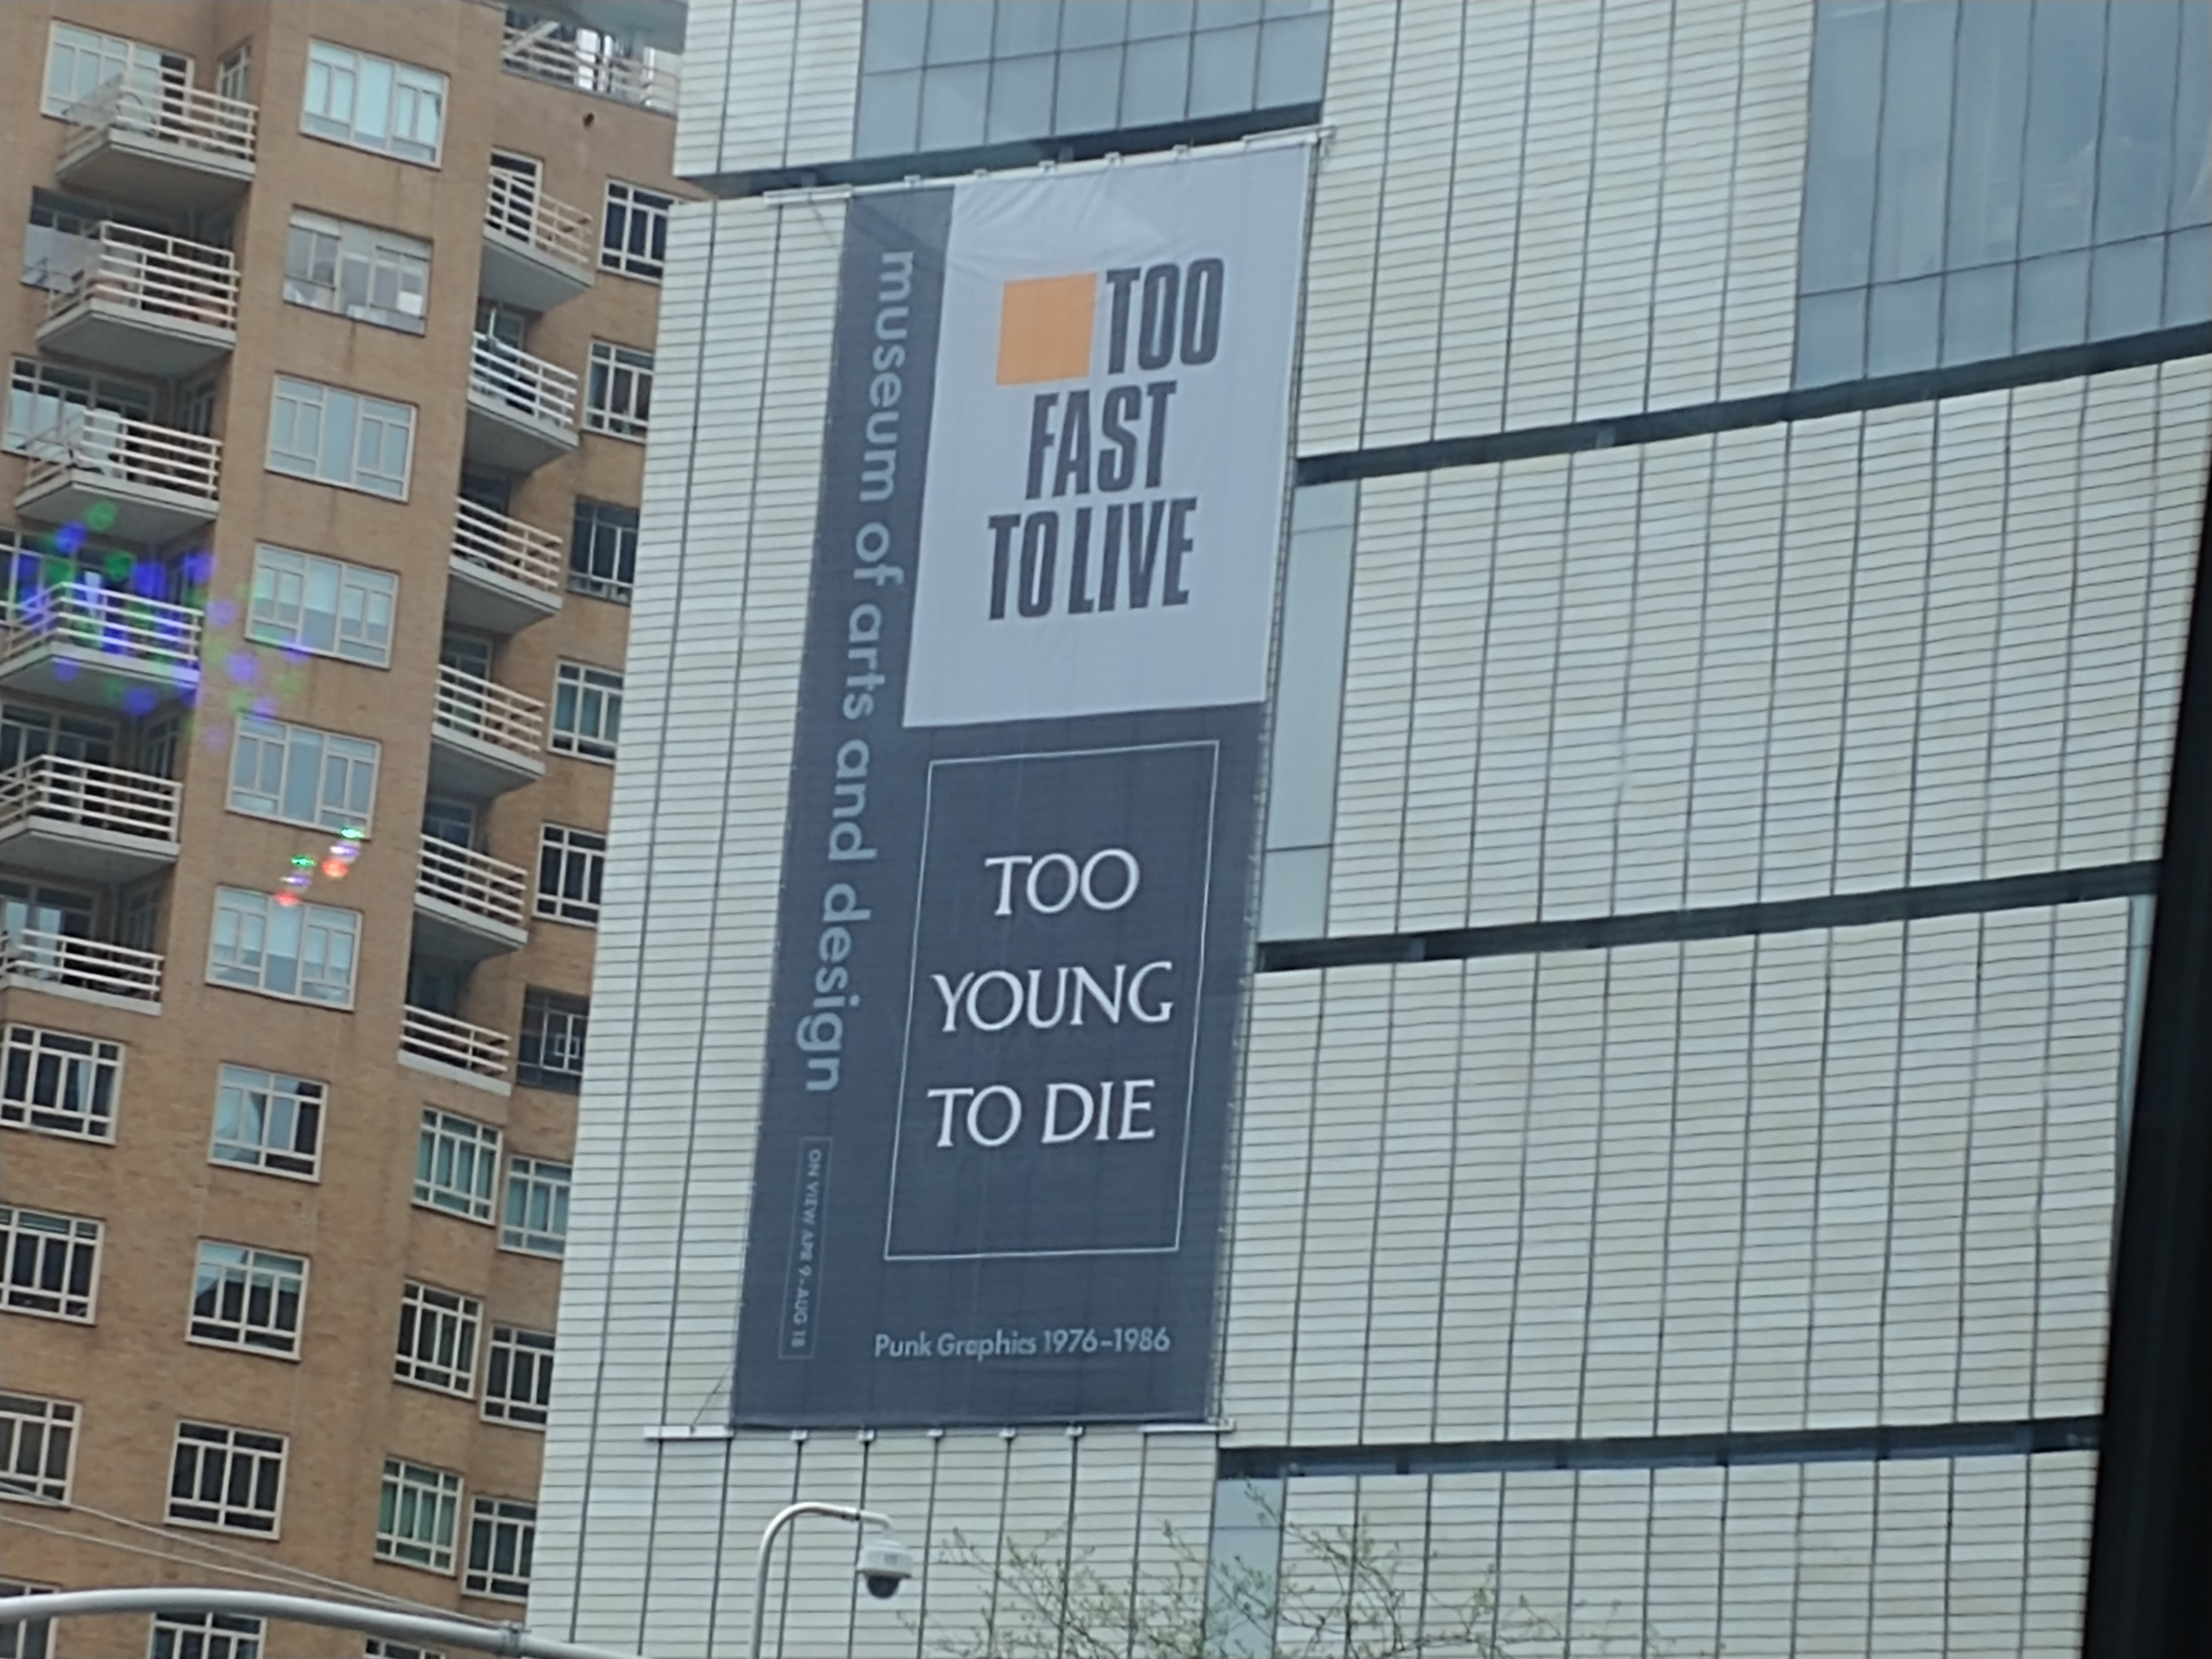 museum of arts and design
ON VIEW APR 9–AUG 18
TOO
FAST
TO LIVE
TOO
YOUNG
TO DIE
Punk Graphics 1976–1986